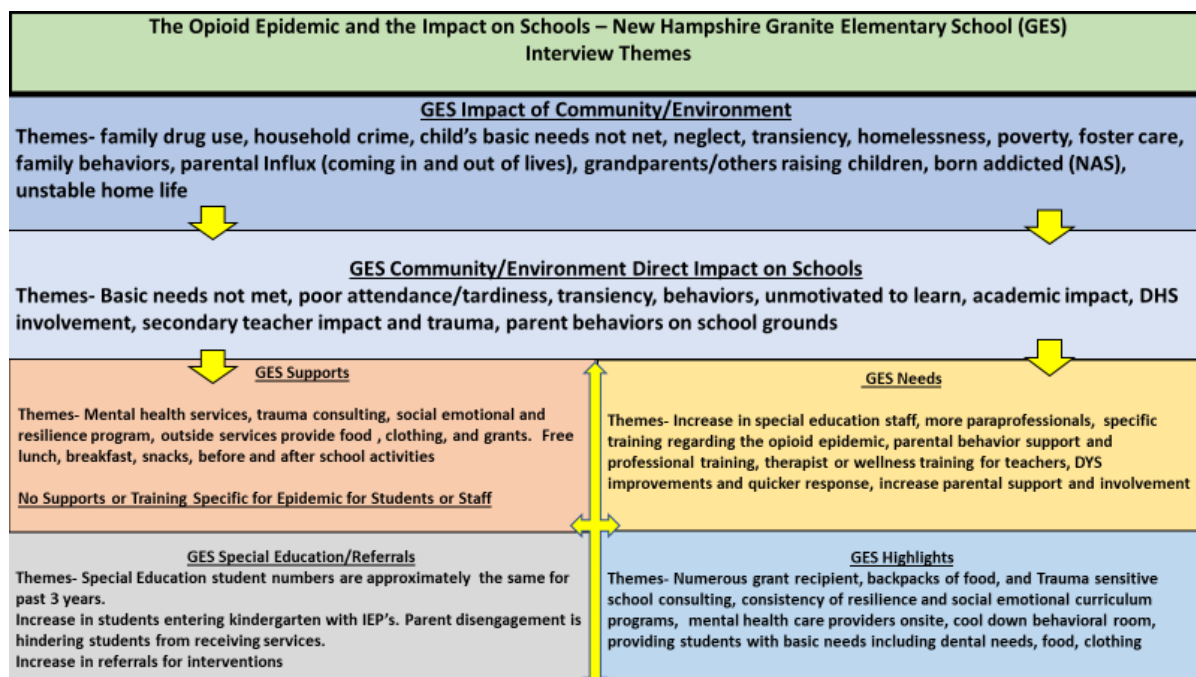 The Opioid Epidemic and the Impact on Schools – New Hampshire Granite Elementary School (GES)
Interview Themes
GES Impact of Community/Environment
Themes- family drug use, household crime, child's basic needs not net, neglect, transiency, homelessness, poverty, foster care,
family behaviors, parental Influx (coming in and out of lives), grandparents/others raising children, born addicted (NAS),
unstable home life
GES Community/Environment Direct Impact on Schools
Themes- Basic needs not met, poor attendance/tardiness, transiency, behaviors, unmotivated to learn, academic impact, DHS
involvement, secondary teacher impact and trauma, parent behaviors on school grounds
GES Supports
Themes- Mental health services, trauma consulting, social emotional and
resilience program, outside services provide food , clothing, and grants. Free
lunch, breakfast, snacks, before and after school activities
No Supports or Training Specific for Epidemic for Students or Staff
GES Needs
Themes- Increase in special education staff, more paraprofessionals, specific
training regarding the opioid epidemic, parental behavior support and
professional training, therapist or wellness training for teachers, DYS
improvements and quicker response, increase parental support and involvement
GES Special Education/Referrals
Themes- Special Education student numbers are approximately the same for
past 3 years.
Increase in students entering kindergarten with IEP's. Parent disengagement is
hindering students from receiving services.
Increase in referrals for interventions
GES Highlights
Themes- Numerous grant recipient, backpacks of food, and Trauma sensitive
school consulting, consistency of resilience and social emotional curriculum
programs, mental health care providers onsite, cool down behavioral room,
providing students with basic needs including dental needs, food, clothing